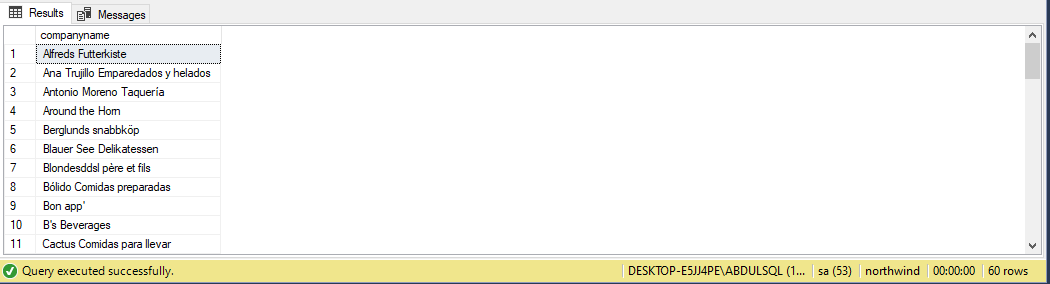 Results Messages
companyname
1 Alfreds Futterkiste
2 Ana Trujillo Emparedados y helados
3 Antonio Moreno Taquería
4 Around the Horn
5 Berglunds snabbköp
6 Blauer See Delikatessen
7 Blondesddsl père et fils
8 Bólido Comidas preparadas
9 Bon app'
10 B's Beverages
11 Cactus Comidas para llevar
Query executed successfully. DESKTOP-E5JJ4PE\ABDULSQL (1... sa (53) northwind 00:00:00 60 rows